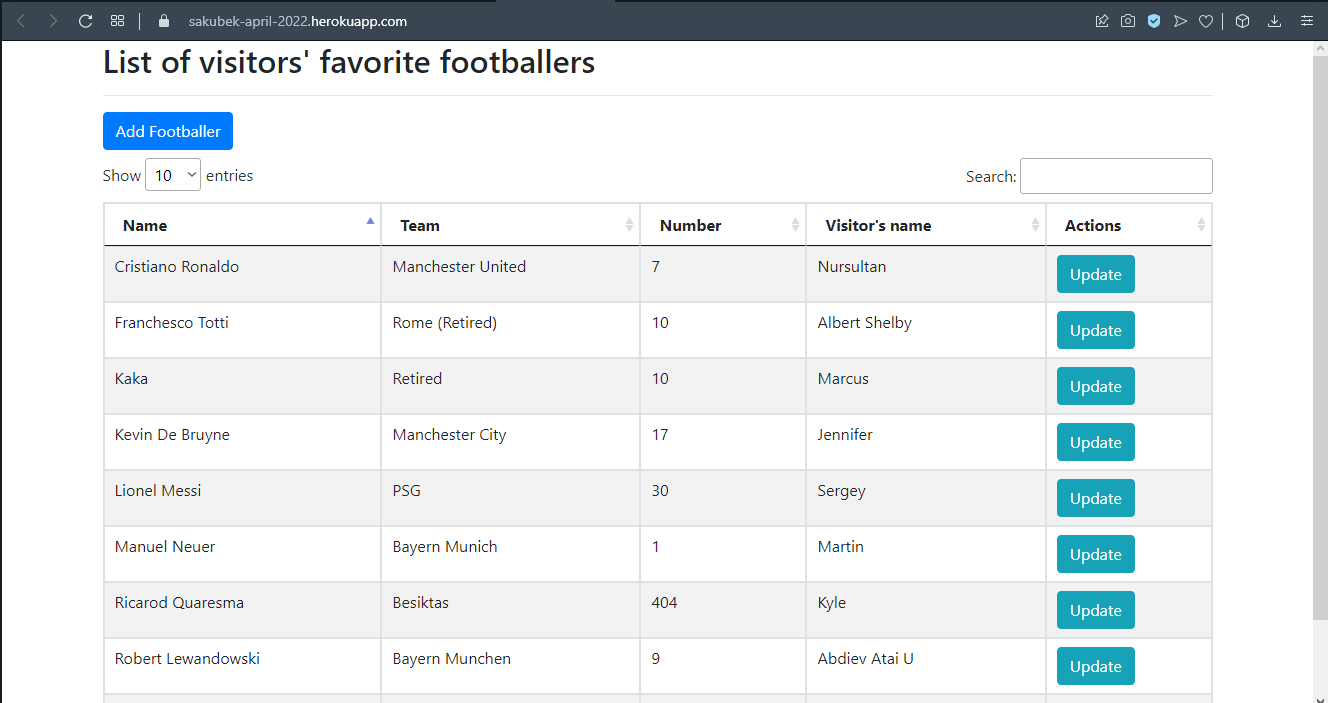 sakubek-april-2022.herokuapp.com
List of visitors' favorite footballers
Add Footballer
Show 10 entries Search:
Name Team Number Visitor's name Actions
Cristiano Ronaldo Manchester United 7 Nursultan Update
Franchesco Totti Rome (Retired) 10 Albert Shelby Update
Kaka Retired 10 Marcus Update
Kevin De Bruyne Manchester City 17 Jennifer Update
Lionel Messi PSG 30 Sergey Update
Manuel Neuer Bayern Munich 1 Martin Update
Ricarod Quaresma Besiktas 404 Kyle Update
Robert Lewandowski Bayern Munchen 9 Abdiev Atai U Update